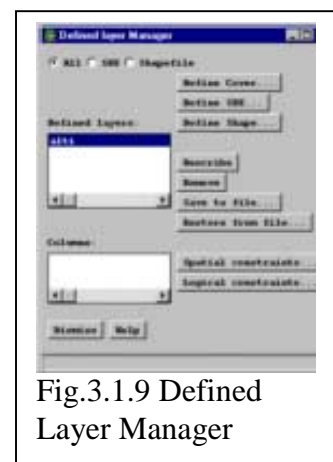 Defined layer Manager
All SDE Shapefile
Define Cover...
Define SDE...
Defined Layers:
Define Shape...
alti
Describe
Remove
Save to file...
Restore from file...
Columns:
Spatial constraints...
Logical constraints...
Dismiss Help
Fig.3.1.9 Defined
Layer Manager